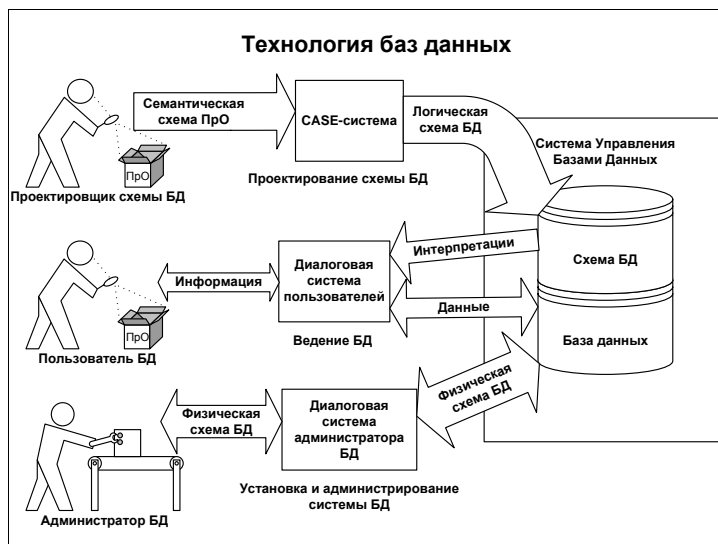 Технология баз данных
Семантическая
схема ПрО
CASE-система
Логическая
схема БД
Система Управления
Базами Данных
ПрО
Проектировщик схемы БД
Проектирование схемы БД
Интерпретации
Схема БД
Информация
Диалоговая
система
пользователей
Данные
База данных
ПрО
Пользователь БД
Ведение БД
Физическая
схема БД
Физическая
схема БД
Диалоговая
система
администратора
БД
Установка и администрирование
системы БД
Администратор БД